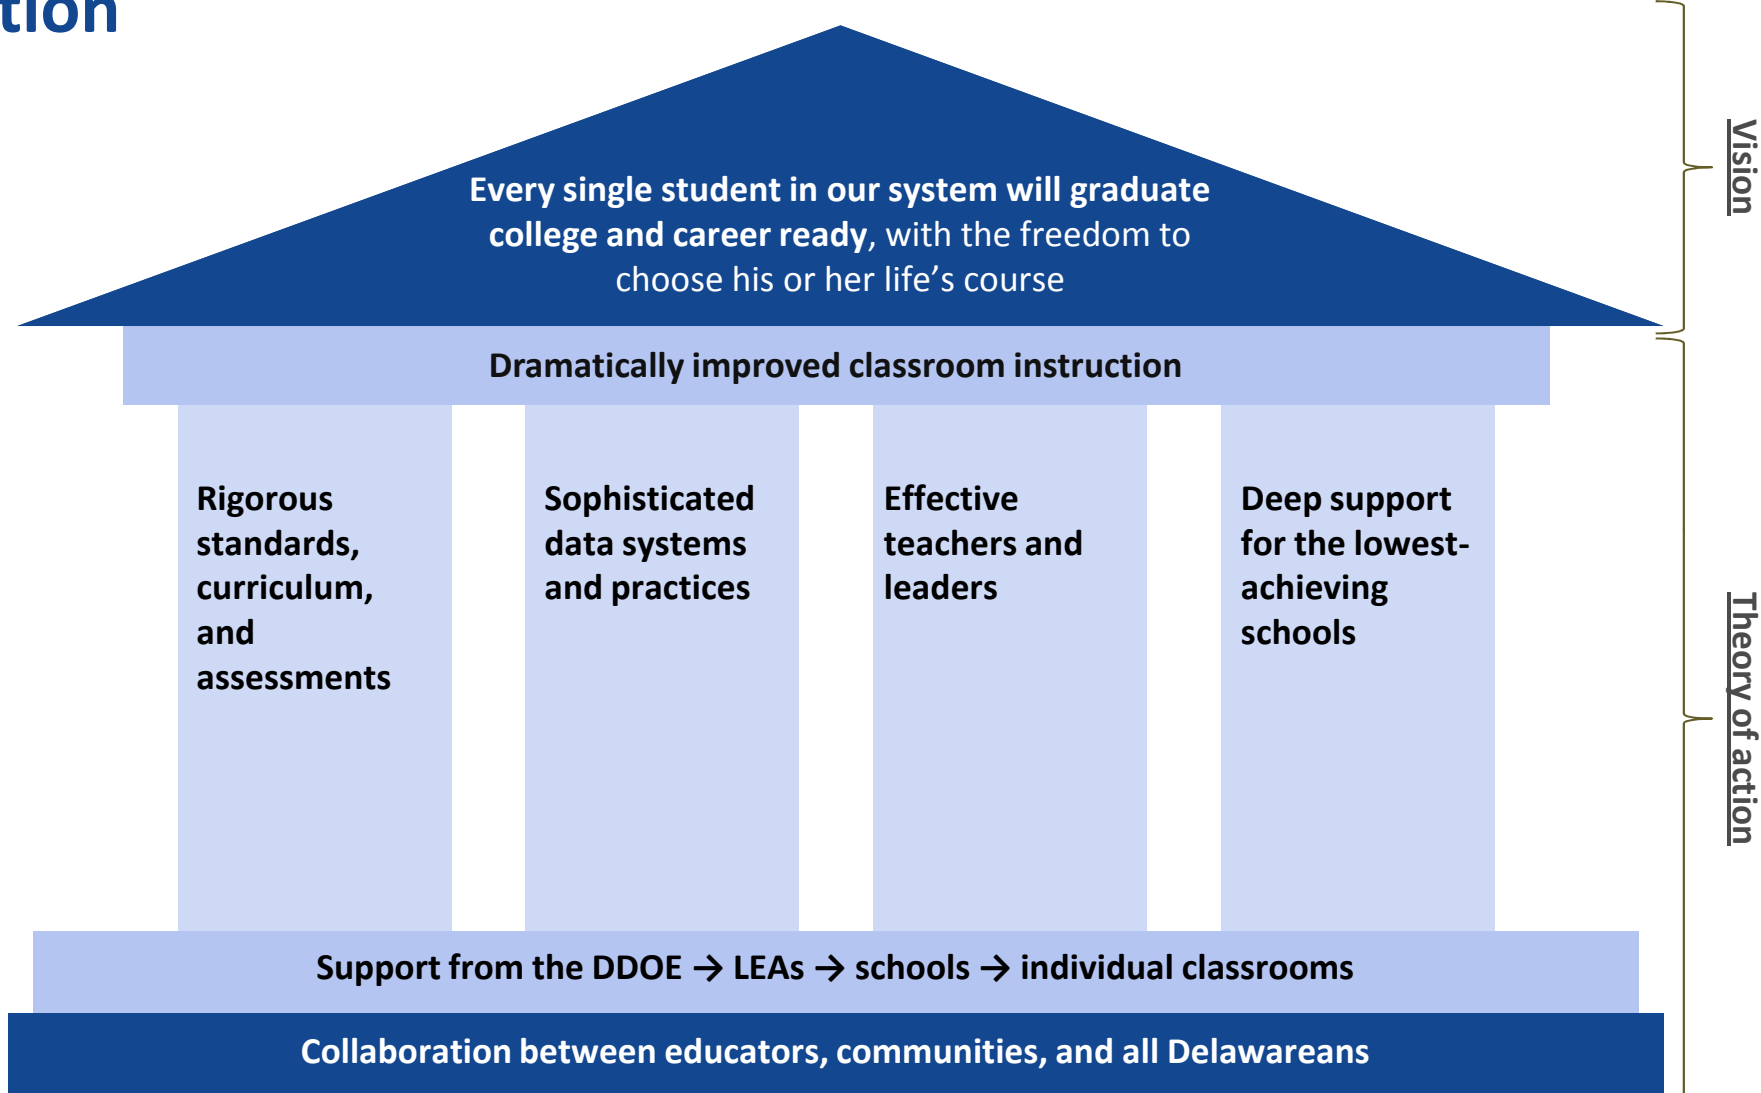 tion
Every single student in our system will graduate
college and career ready, with the freedom to
choose his or her life’s course
Vision
Dramatically improved classroom instruction
Rigorous
standards,
curriculum,
and
assessments
Sophisticated
data systems
and practices
Effective
teachers and
leaders
Deep support
for the lowest-
achieving
schools
Theory of action
Support from the DDOE → LEAs → schools → individual classrooms
Collaboration between educators, communities, and all Delawareans